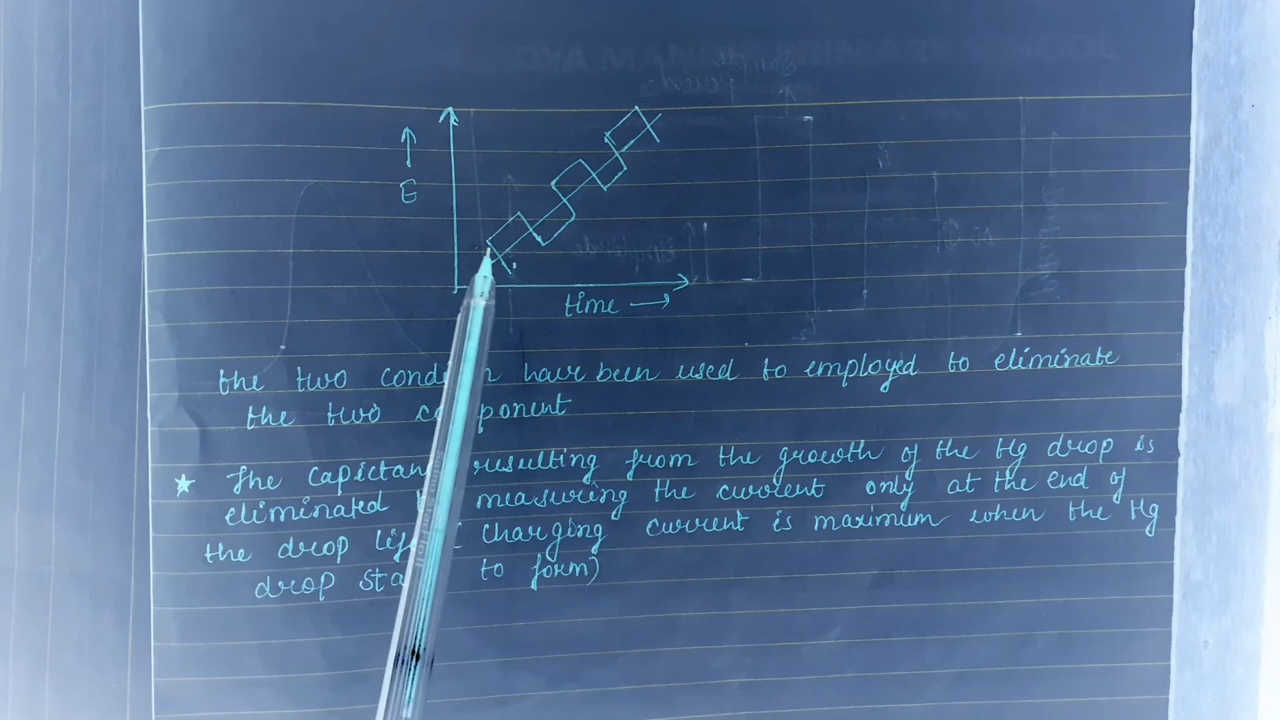 E
time
the two cond have been used to employed to eliminate
the two ponent
The capictan resulting from the growth of the Hg drop is
eliminated measuring the current only at the end of
the drop lif charging current is maximum when the Hg
drop sta to form)